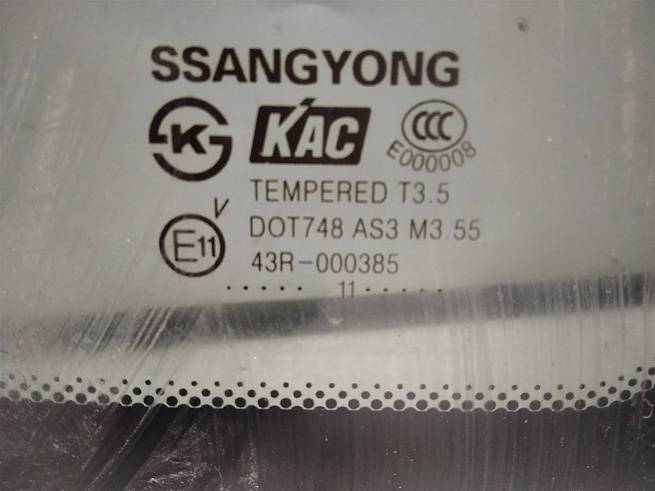 SSANGYONG
K KAC CCC
E000008
TEMPERED T3.5
V
DOT748 AS3 M3.55
E11
43R-000385
..... 11.....